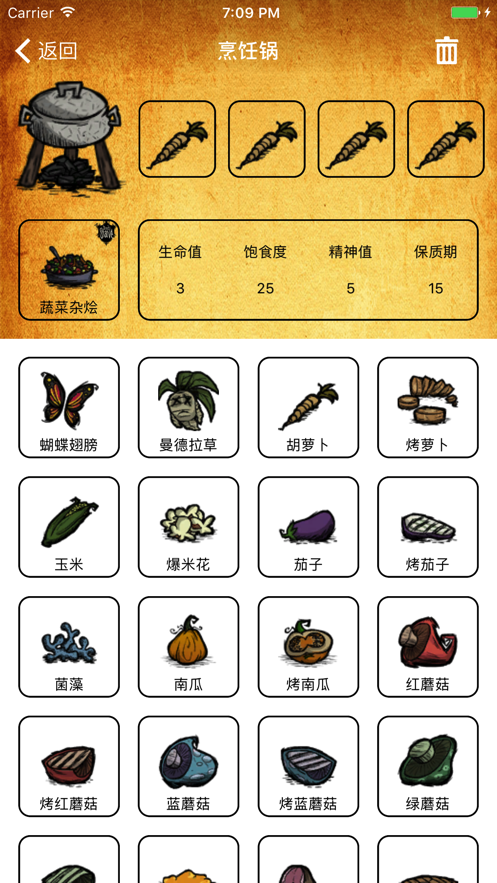 Carrier 7:09 PM
返回 烹饪锅
生命值 饱食度 精神值 保质期
3 25 5 15
蔬菜杂烩
蝴蝶翅膀 曼德拉草 胡萝卜 烤萝卜
玉米 爆米花 茄子 烤茄子
菌藻 南瓜 烤南瓜 红蘑菇
烤红蘑菇 蓝蘑菇 烤蓝蘑菇 绿蘑菇